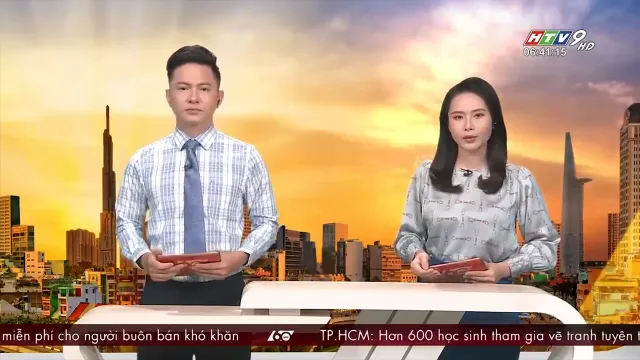 HTV9 HD
06:41:15
miễn phí cho người buôn bán khó khăn 60 TP.HCM: Hơn 600 học sinh tham gia vẽ tranh tuyên